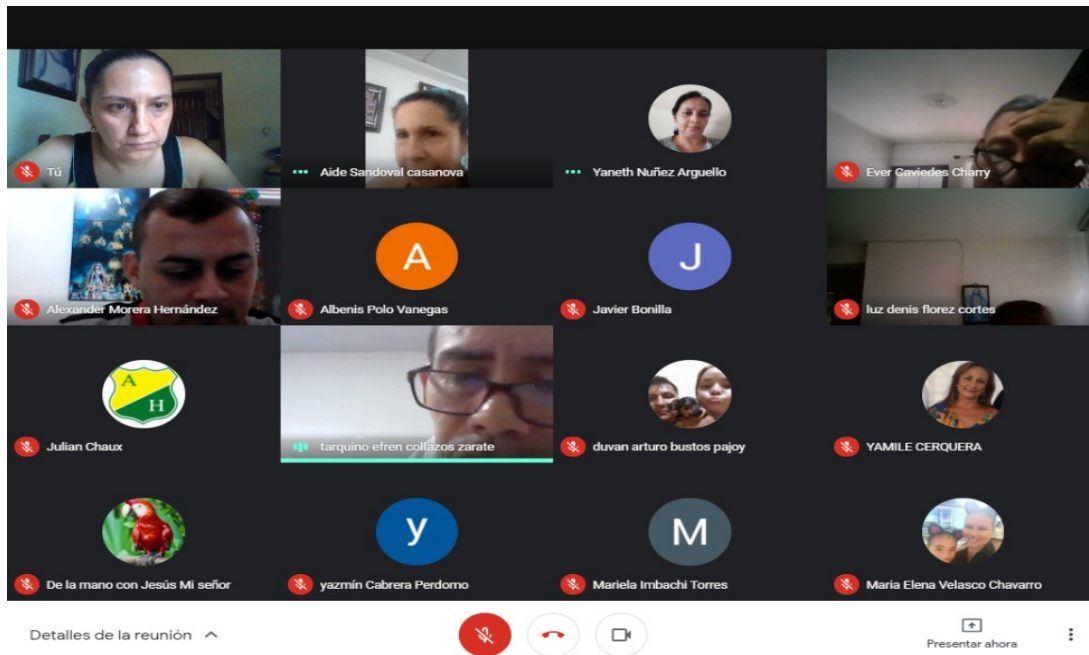 Tú
Aide Sandoval casanova
Yaneth Nuñez Arguello
Ever Caviedes Charry
Alexander Morera Hernández
A
Albenis Polo Vanegas
J
Javier Bonilla
luz denis florez cortes
A
H
Julian Chaux
tarquino efren collazos zarate
duvan arturo bustos pajoy
YAMILE CERQUERA
De la mano con Jesús Mi señor
y
yazmín Cabrera Perdomo
M
Mariela Imbachi Torres
Maria Elena Velasco Chavarro
Detalles de la reunión
Presentar ahora